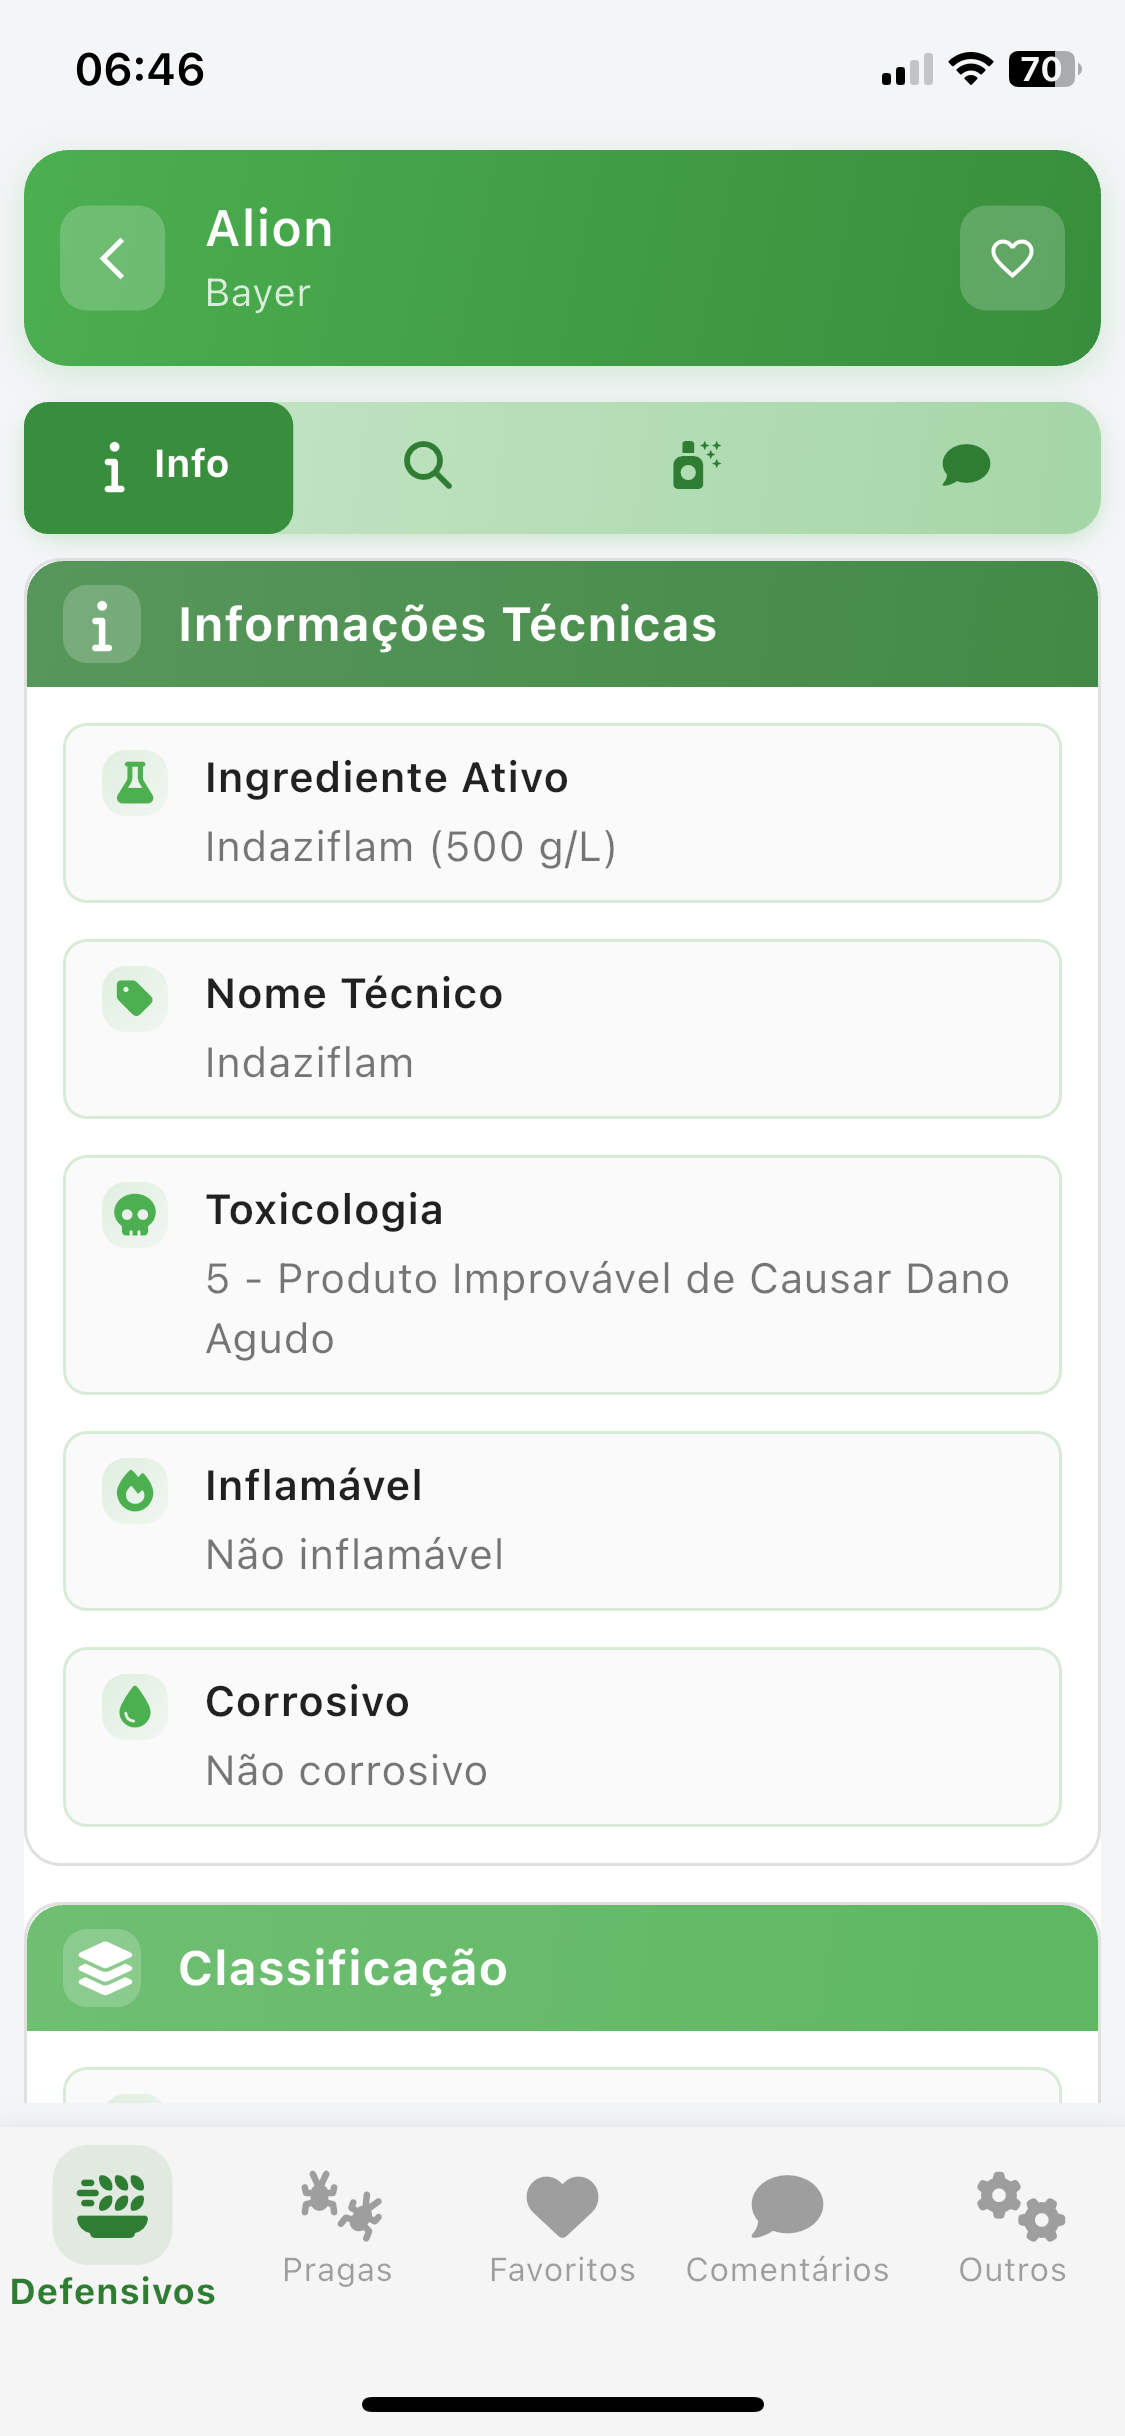 06:46
70
Alion
Bayer
Info
Informações Técnicas
Ingrediente Ativo
Indaziflam (500 g/L)
Nome Técnico
Indaziflam
Toxicologia
5 - Produto Improvável de Causar Dano
Agudo
Inflamável
Não inflamável
Corrosivo
Não corrosivo
Classificação
Defensivos
Pragas
Favoritos
Comentários
Outros